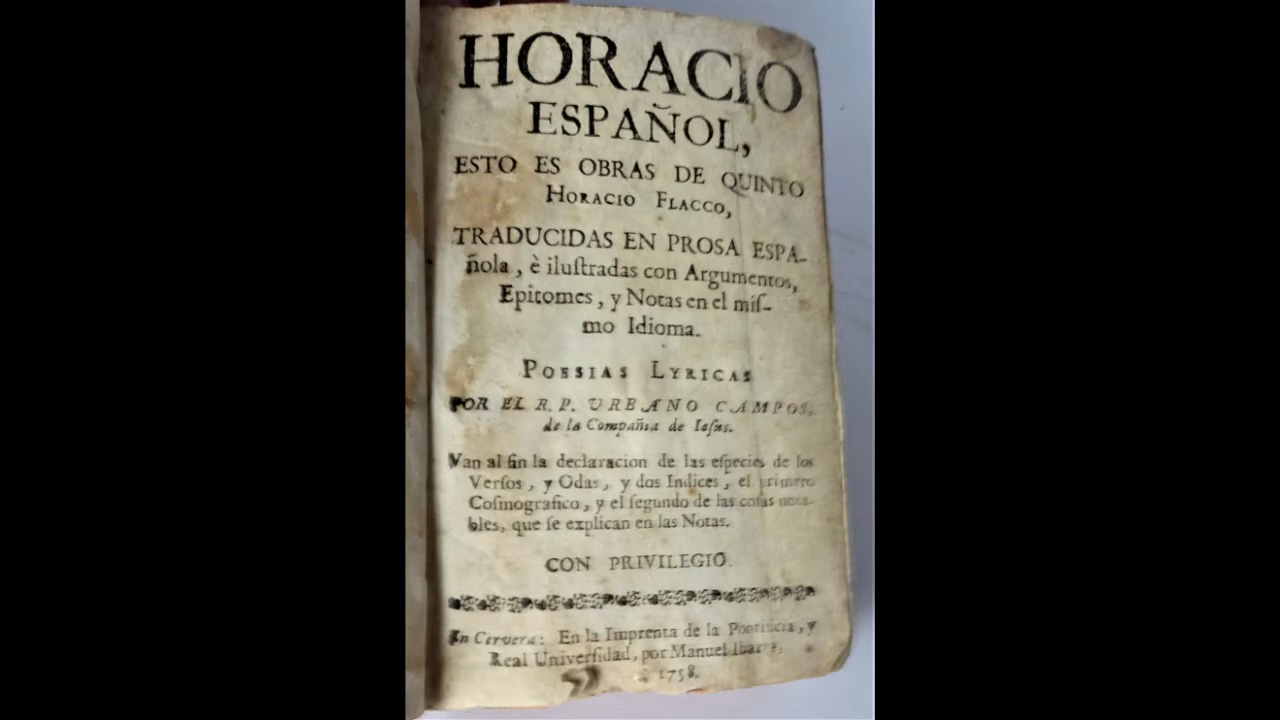 HORACIO
ESPAÑOL,
ESTO ES OBRAS DE QUINTO
HORACIO FLACCO,
TRADUCIDAS EN PROSA ESPA-
ñola, è iluſtradas con Argumentos,
Epitomes, y Notas en el miſ-
mo Idioma.
POESIAS LYRICAS
POR EL R. P. URBANO CAMPOS,
de la Compañia de Ieſus.
Van al fin la declaracion de las eſpecies de los
Verſos, y Odas, y dos Indices, el primero
Coſmografico, y el ſegundo de las coſas nota-
bles, que ſe explican en las Notas.
CON PRIVILEGIO.
In Cervera: En la Imprenta de la Pontificia, y
Real Univerſidad, por Manuel Ibarra,
1758.